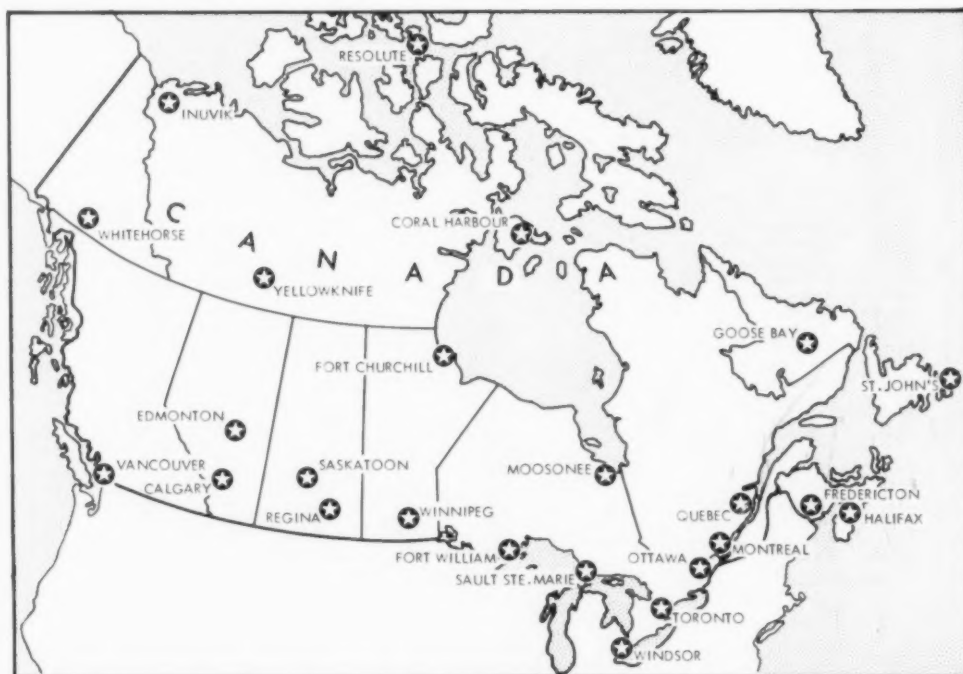 RESOLUTE
INUVIK
CANADA
WHITEHORSE
CORAL HARBOUR
YELLOWKNIFE
GOOSE BAY
FORT CHURCHILL
ST. JOHN'S
EDMONTON
VANCOUVER
SASKATOON
MOOSONEE
CALGARY
FREDERICTON
REGINA
WINNIPEG
QUEBEC
HALIFAX
FORT WILLIAM
OTTAWA
MONTREAL
SAULT STE. MARIE
TORONTO
WINDSOR